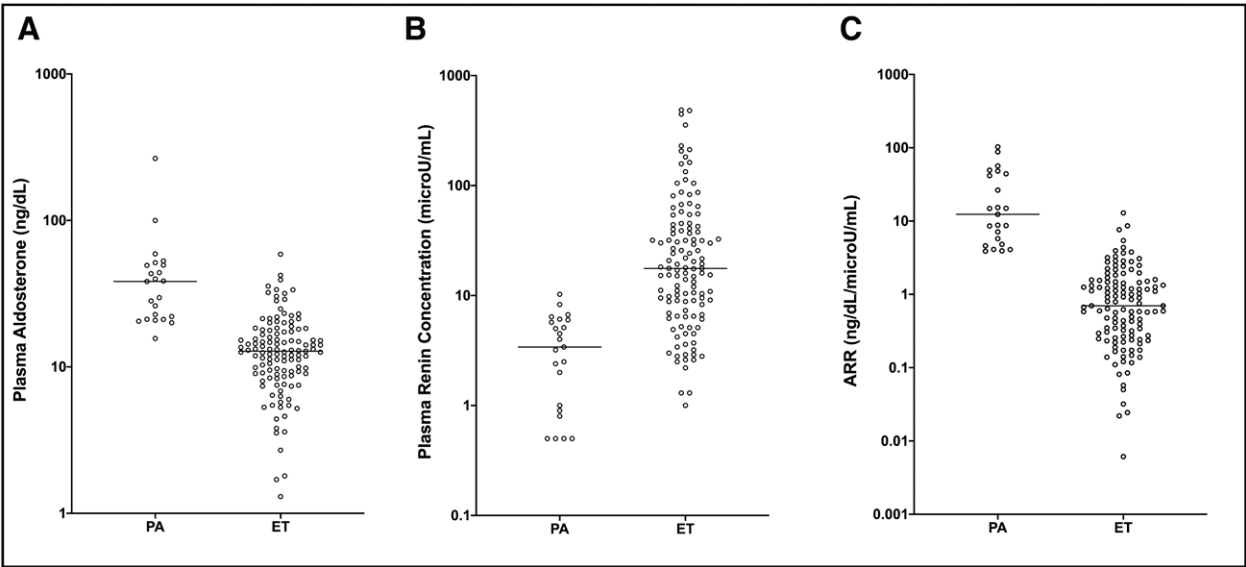 A
Plasma Aldosterone (ng/dL)
1000
100
10
1
PA
ET
B
Plasma Renin Concentration (microU/mL)
1000
100
10
1
0.1
PA
ET
C
ARR (ng/dL/microU/mL)
1000
100
10
1
0.1
0.01
0.001
PA
ET